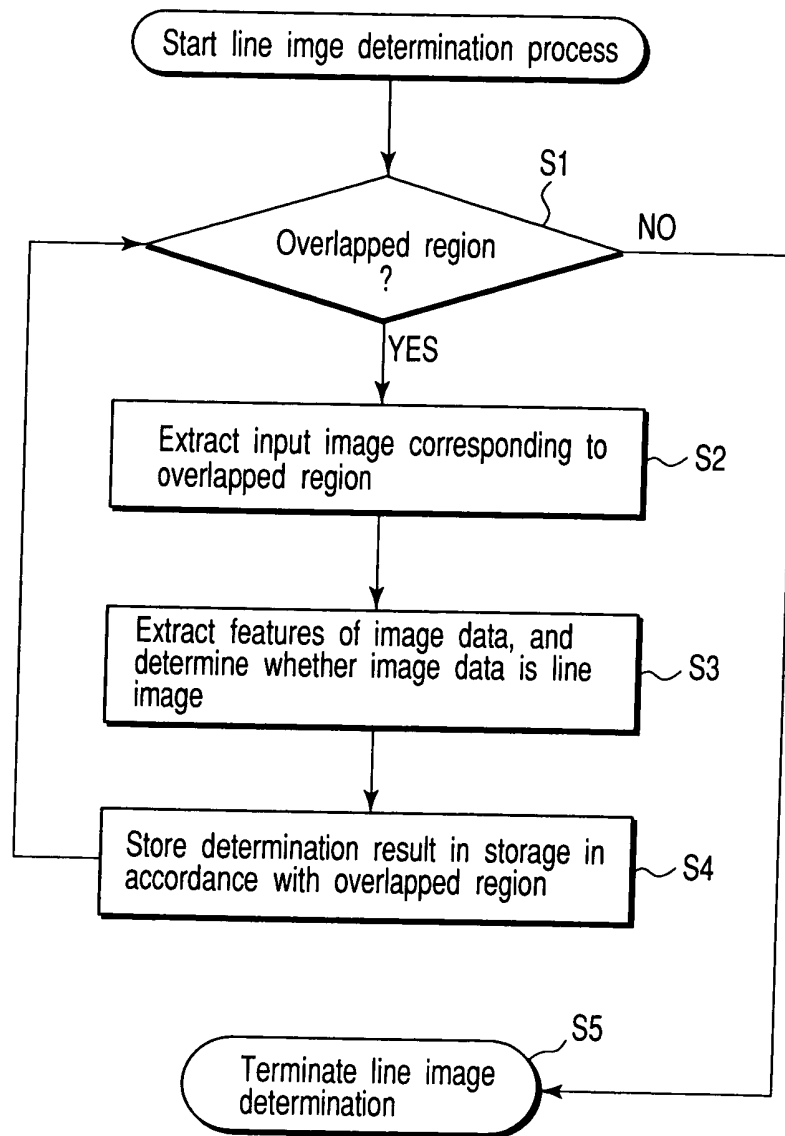 Start line imge determination process
S1
Overlapped region
?
NO
YES
Extract input image corresponding to
overlapped region
S2
Extract features of image data, and
determine whether image data is line
image
S3
Store determination result in storage in
accordance with overlapped region
S4
S5
Terminate line image
determination